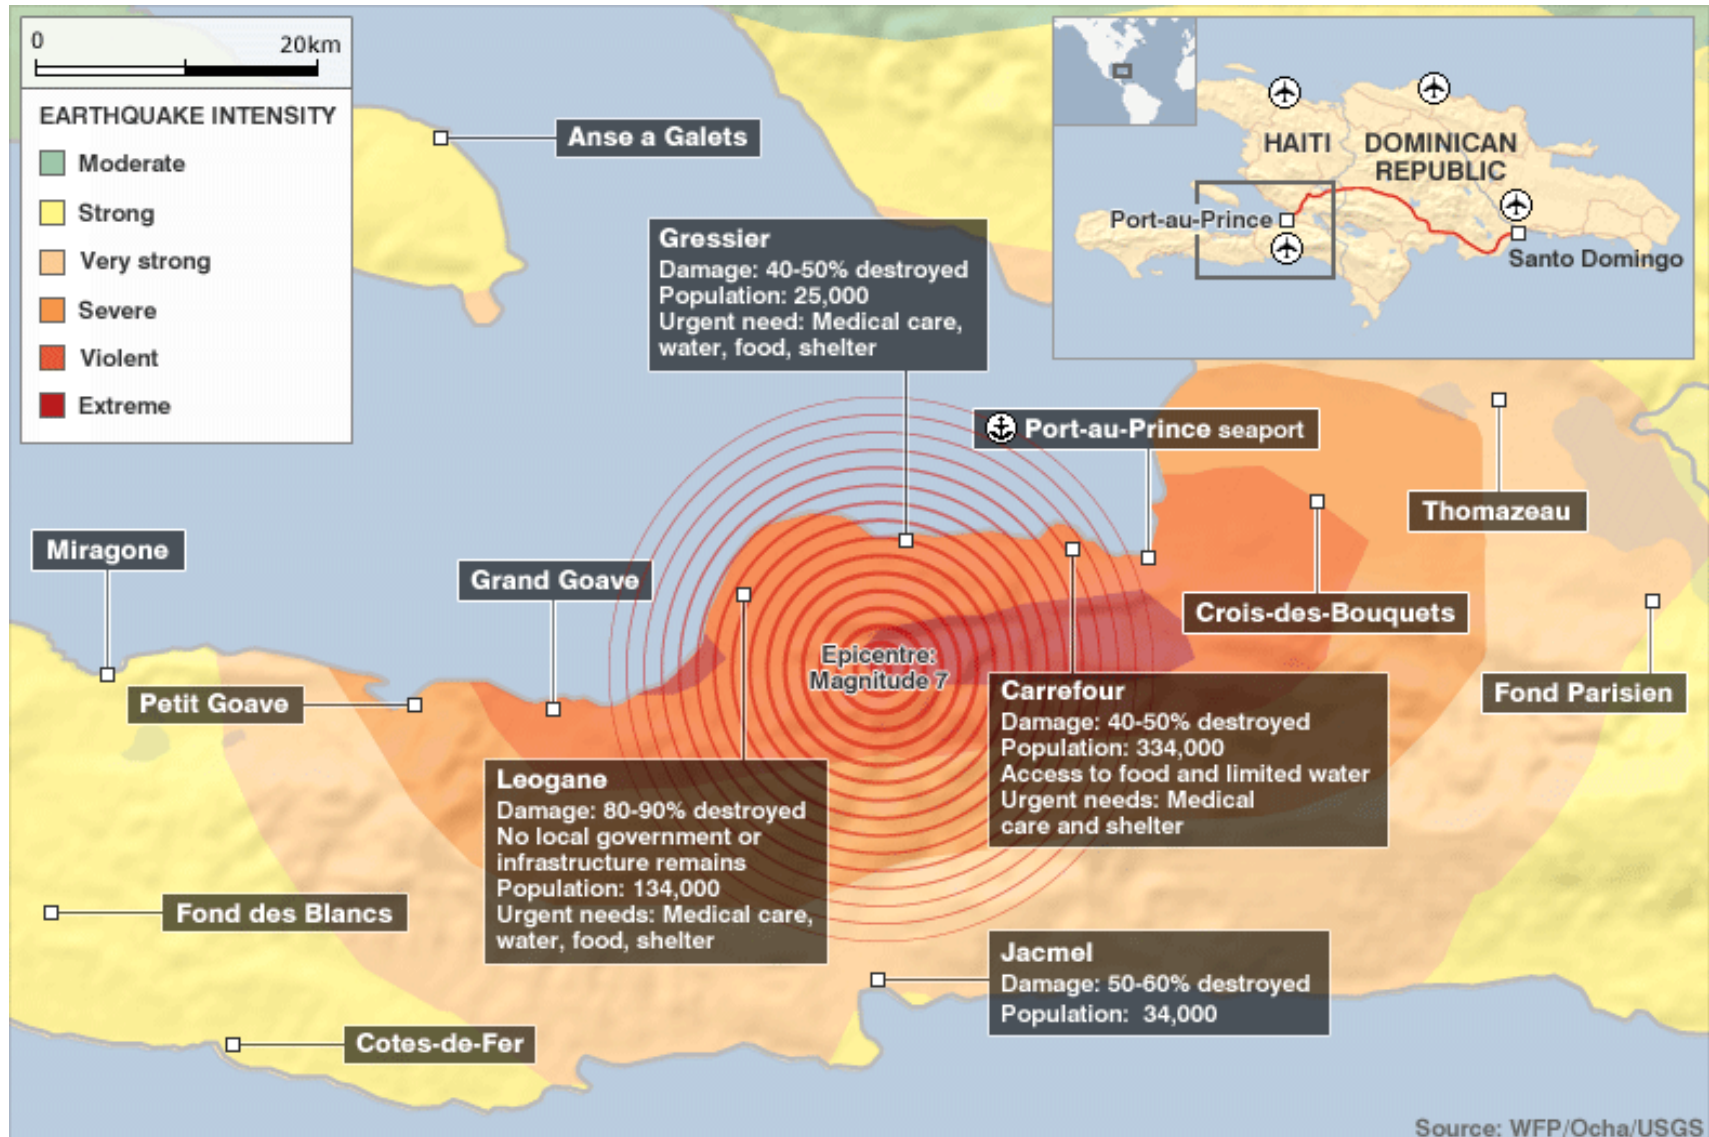 0 20km
EARTHQUAKE INTENSITY
Moderate
Strong
Very strong
Severe
Violent
Extreme
Anse a Galets
HAITI
DOMINICAN
REPUBLIC
Port-au-Prince
Santo Domingo
Gressier
Damage: 40-50% destroyed
Population: 25,000
Urgent need: Medical care,
water, food, shelter
Port-au-Prince seaport
Thomazeau
Miragone
Grand Goave
Crois-des-Bouquets
Epicentre:
Magnitude 7
Petit Goave
Fond Parisien
Carrefour
Damage: 40-50% destroyed
Population: 334,000
Access to food and limited water
Urgent needs: Medical
care and shelter
Leogane
Damage: 80-90% destroyed
No local government or
infrastructure remains
Population: 134,000
Urgent needs: Medical care,
water, food, shelter
Fond des Blancs
Jacmel
Damage: 50-60% destroyed
Population: 34,000
Cotes-de-Fer
Source: WFP/Ocha/USGS